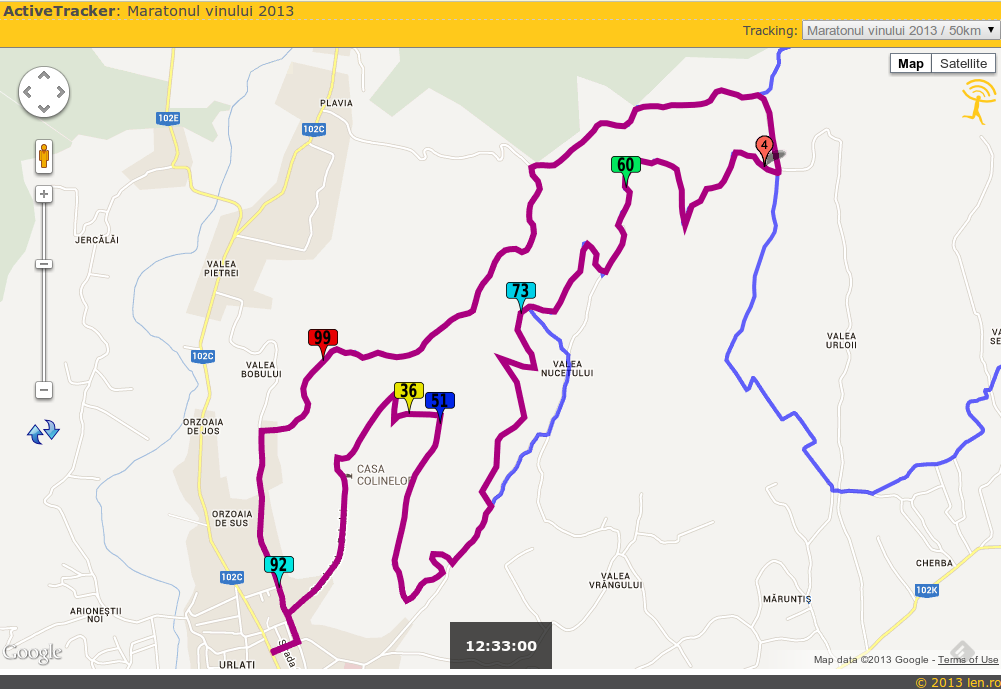 ActiveTracker: Maratonul vinului 2013
Tracking: Maratonul vinului 2013 / 50km
Map Satellite
PLAVIA
102E
102C
4
60
JERCĂLĂI
VALEA
PIETREI
73
99
VALEA
URLOII
102C
VALEA
BOBULUI
VALEA
NUCETULUI
36
51
ORZOAIA
DE JOS
CASA
COLINELOR
ORZOAIA
DE SUS
92
102C
CHERBA
VALEA
VRÂNGULUI
102K
MĂRUNȚIȘ
ARIONEȘTII
NOI
12:33:00
Google
URLAȚI
Map data ©2013 Google - Terms of Use
© 2013 len.ro